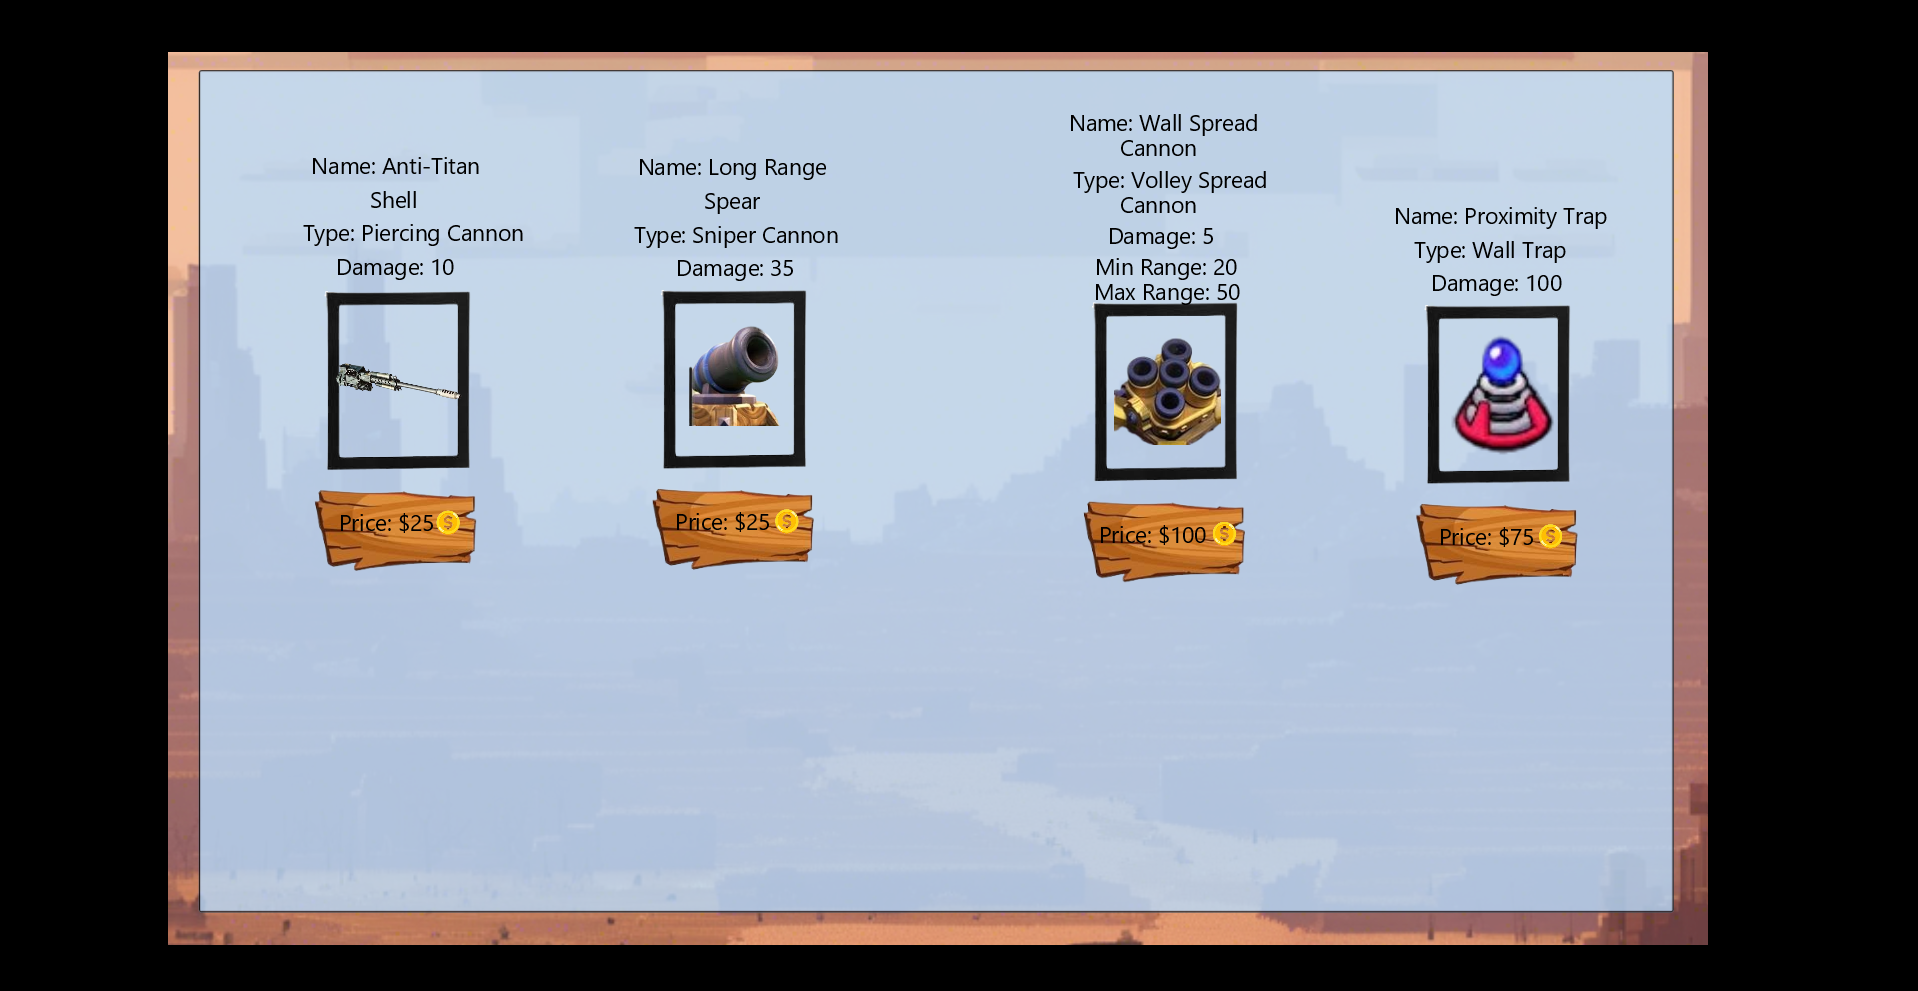 Name: Anti-Titan
Shell
Type: Piercing Cannon
Damage: 10
Price: $25
Name: Long Range
Spear
Type: Sniper Cannon
Damage: 35
Price: $25
Name: Wall Spread
Cannon
Type: Volley Spread
Cannon
Damage: 5
Min Range: 20
Max Range: 50
Price: $100
Name: Proximity Trap
Type: Wall Trap
Damage: 100
Price: $75